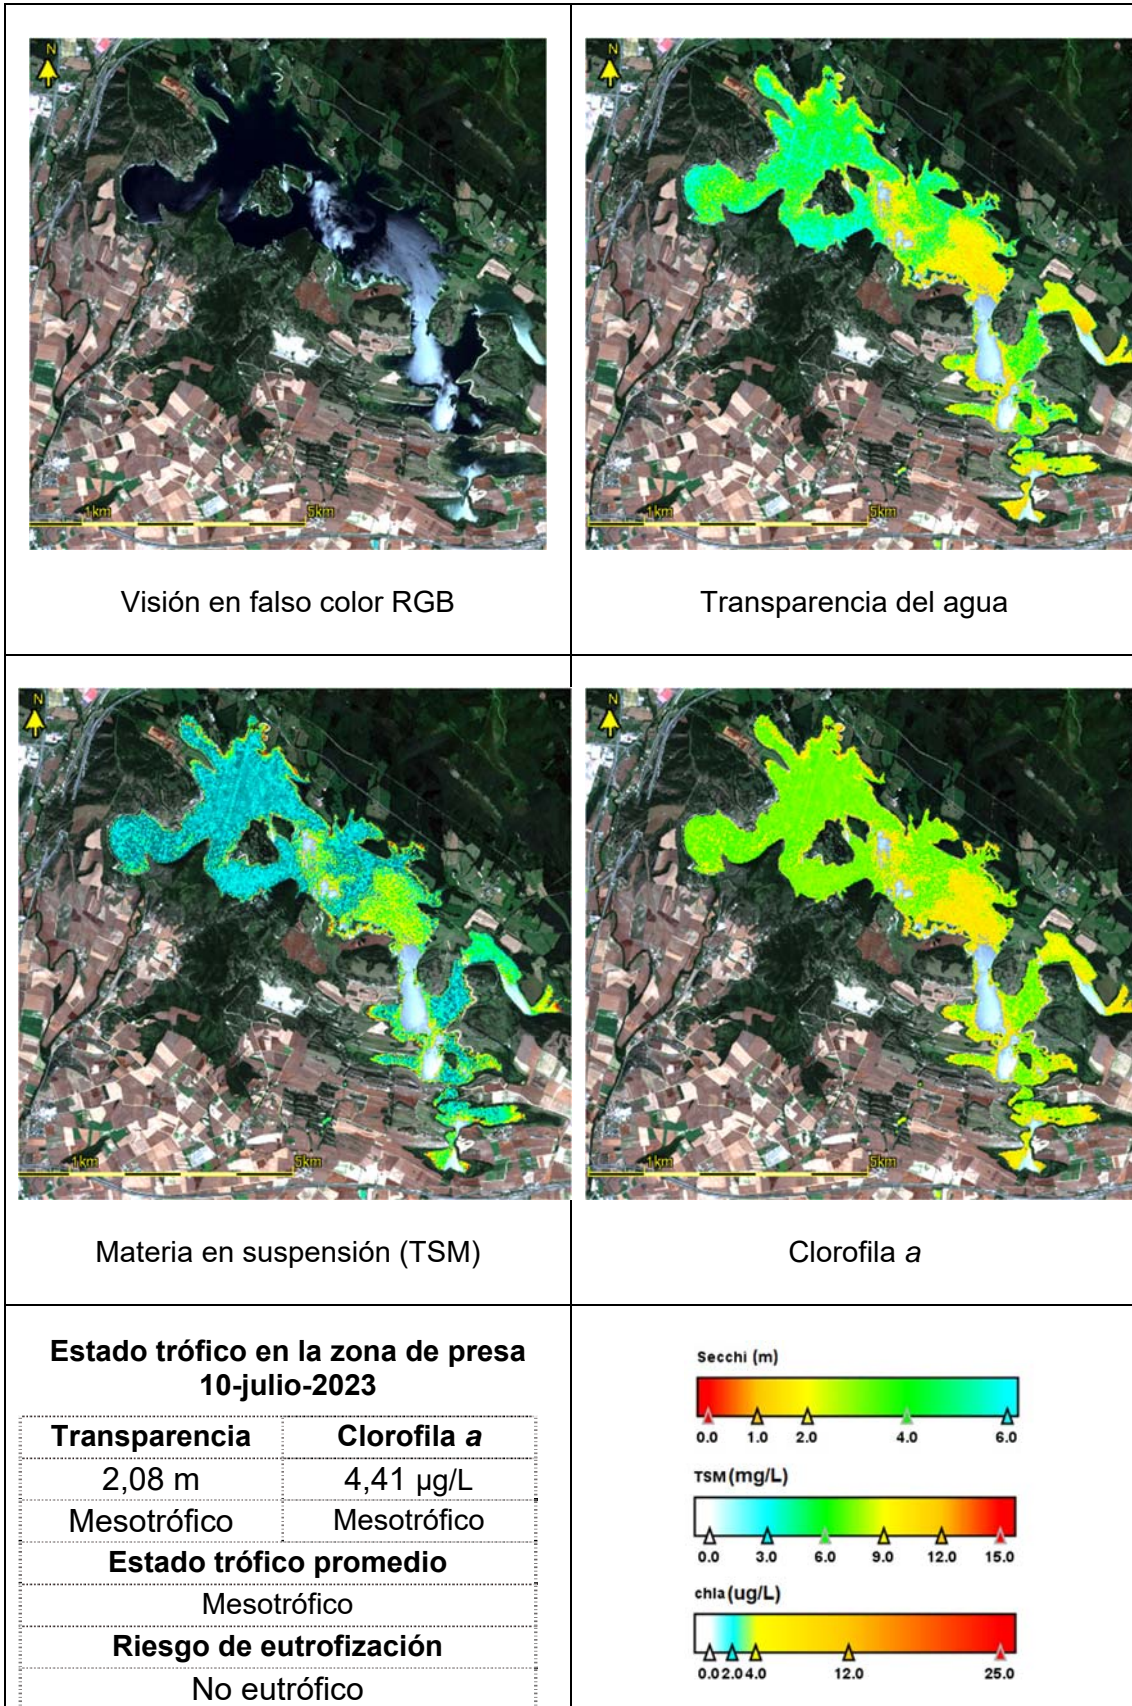 N
N
1km
5km
1km
5km
Visión en falso color RGB
Transparencia del agua
N
N
1km
5km
1km
5km
Materia en suspensión (TSM)
Clorofila a
Estado trófico en la zona de presa
10-julio-2023
Transparencia
Clorofila a
2,08 m
4,41 µg/L
Mesotrófico
Mesotrófico
Estado trófico promedio
Mesotrófico
Riesgo de eutrofización
No eutrófico
Secchi (m)
0.0 1.0 2.0 4.0 6.0
TSM (mg/L)
0.0 3.0 6.0 9.0 12.0 15.0
chla (ug/L)
0.0 2.0 4.0 12.0 25.0